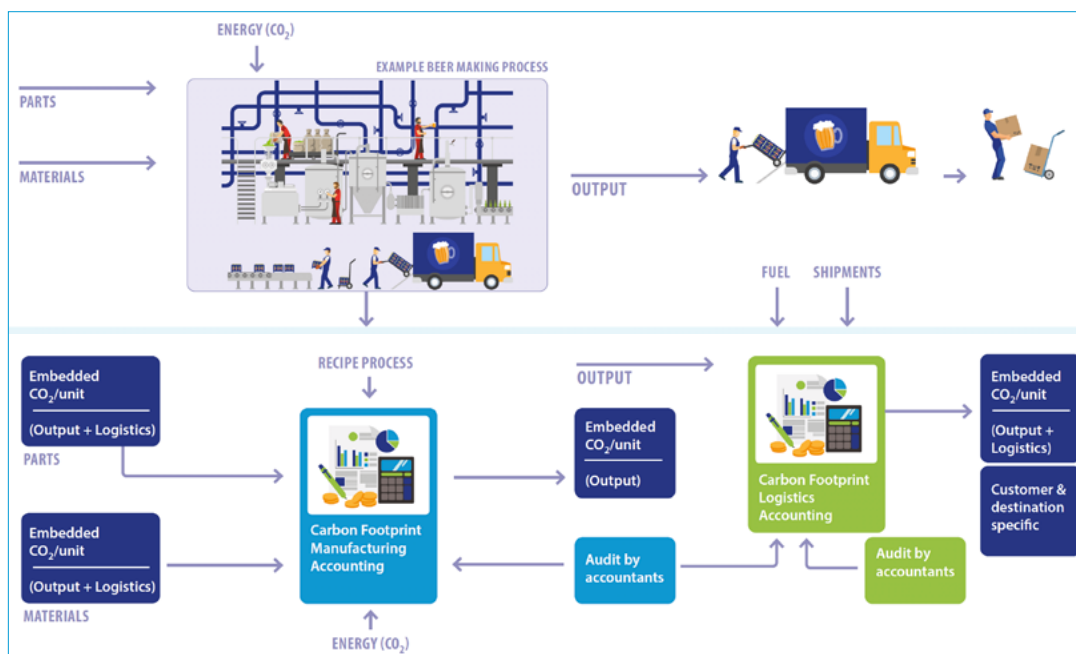 ENERGY (CO₂)
EXAMPLE BEER MAKING PROCESS
PARTS
MATERIALS
OUTPUT
FUEL
SHIPMENTS
Embedded
CO₂/unit
(Output + Logistics)
PARTS
Embedded
CO₂/unit
(Output + Logistics)
MATERIALS
RECIPE PROCESS
Carbon Footprint
Manufacturing
Accounting
ENERGY (CO₂)
OUTPUT
Embedded
CO₂/unit
(Output)
Audit by
accountants
Carbon Footprint
Logistics
Accounting
Audit by
accountants
Embedded
CO₂/unit
(Output +
Logistics)
Customer &
destination
specific